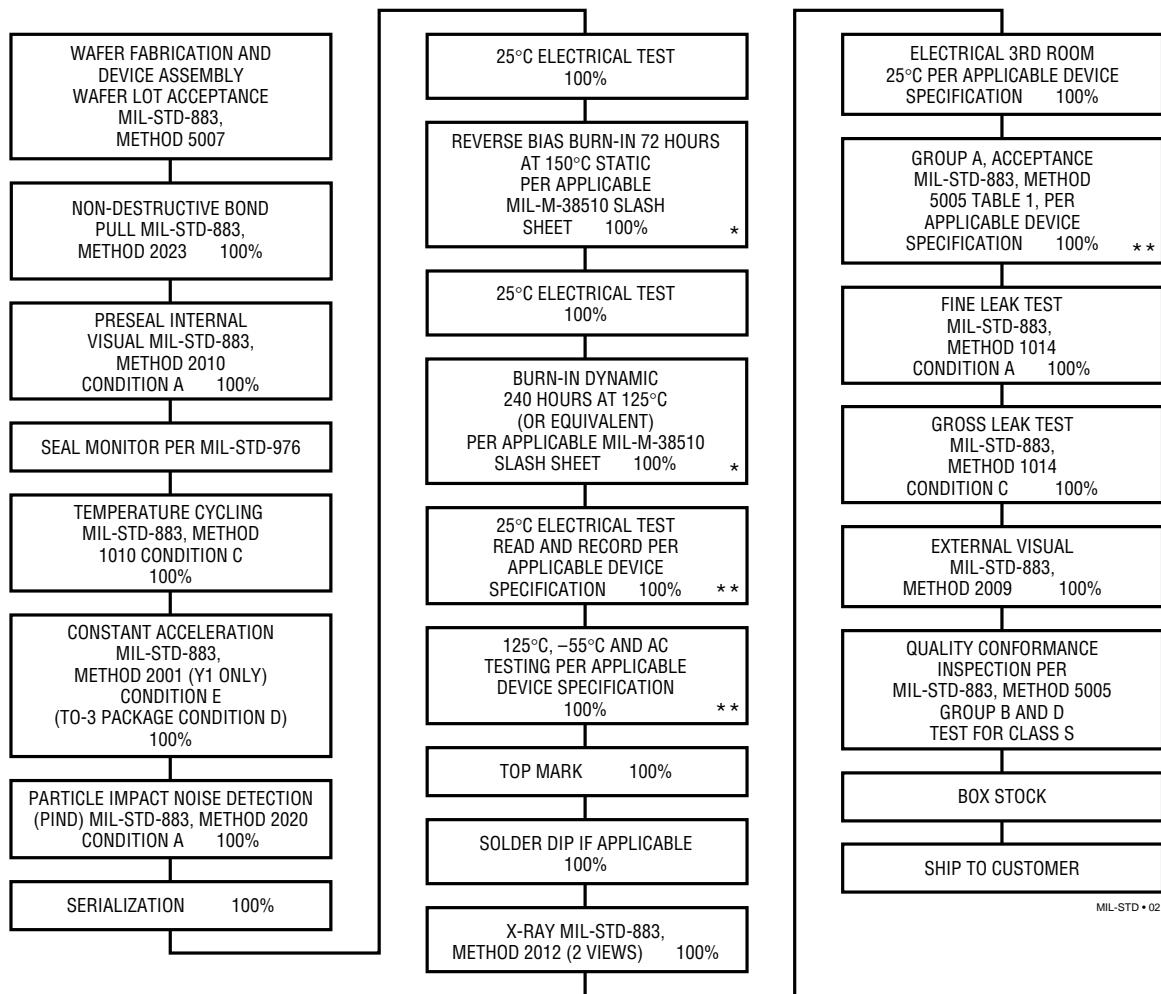 WAFER FABRICATION AND
DEVICE ASSEMBLY
WAFER LOT ACCEPTANCE
MIL-STD-883,
METHOD 5007
NON-DESTRUCTIVE BOND
PULL MIL-STD-883,
METHOD 2023 100%
PRESEAL INTERNAL
VISUAL MIL-STD-883,
METHOD 2010
CONDITION A 100%
SEAL MONITOR PER MIL-STD-976
TEMPERATURE CYCLING
MIL-STD-883, METHOD
1010 CONDITION C
100%
CONSTANT ACCELERATION
MIL-STD-883,
METHOD 2001 (Y1 ONLY)
CONDITION E
(TO-3 PACKAGE CONDITION D)
100%
PARTICLE IMPACT NOISE DETECTION
(PIND) MIL-STD-883, METHOD 2020
CONDITION A 100%
SERIALIZATION 100%
25°C ELECTRICAL TEST
100%
REVERSE BIAS BURN-IN 72 HOURS
AT 150°C STATIC
PER APPLICABLE
MIL-M-38510 SLASH
SHEET 100% *
25°C ELECTRICAL TEST
100%
BURN-IN DYNAMIC
240 HOURS AT 125°C
(OR EQUIVALENT)
PER APPLICABLE MIL-M-38510
SLASH SHEET 100% *
25°C ELECTRICAL TEST
READ AND RECORD PER
APPLICABLE DEVICE
SPECIFICATION 100% **
125°C, –55°C AND AC
TESTING PER APPLICABLE
DEVICE SPECIFICATION
100% **
TOP MARK 100%
SOLDER DIP IF APPLICABLE
100%
X-RAY MIL-STD-883,
METHOD 2012 (2 VIEWS) 100%
ELECTRICAL 3RD ROOM
25°C PER APPLICABLE DEVICE
SPECIFICATION 100%
GROUP A, ACCEPTANCE
MIL-STD-883, METHOD
5005 TABLE 1, PER
APPLICABLE DEVICE
SPECIFICATION 100% **
FINE LEAK TEST
MIL-STD-883,
METHOD 1014
CONDITION A 100%
GROSS LEAK TEST
MIL-STD-883,
METHOD 1014
CONDITION C 100%
EXTERNAL VISUAL
MIL-STD-883,
METHOD 2009 100%
QUALITY CONFORMANCE
INSPECTION PER
MIL-STD-883, METHOD 5005
GROUP B AND D
TEST FOR CLASS S
BOX STOCK
SHIP TO CUSTOMER
MIL-STD • 02